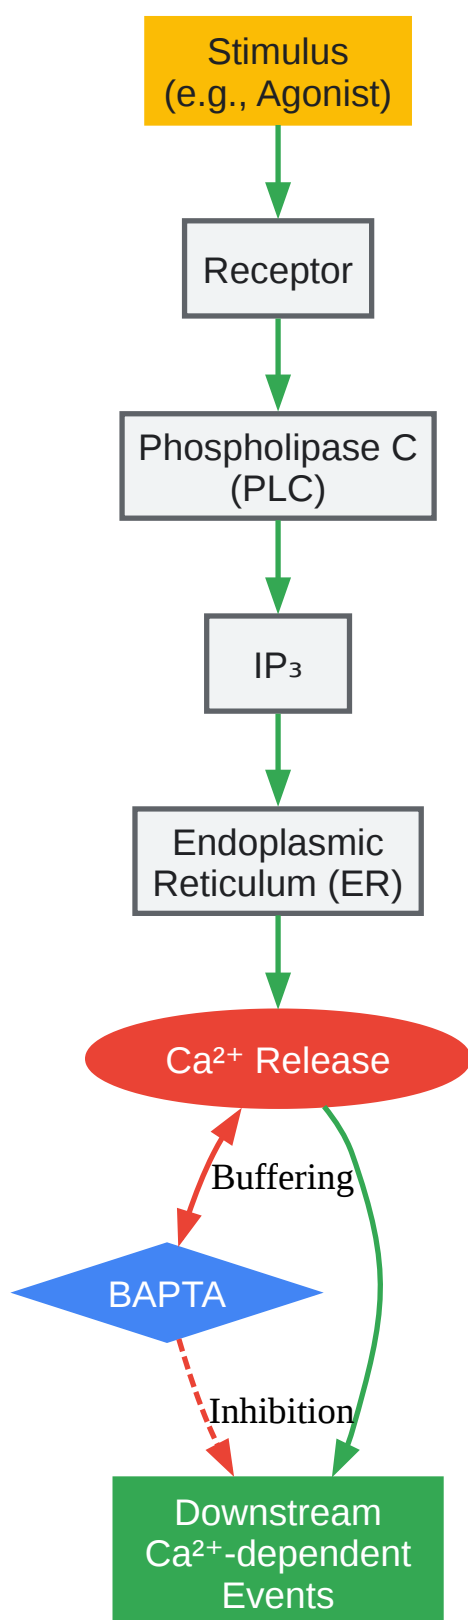 Stimulus
(e.g., Agonist)
Receptor
Phospholipase C
(PLC)
IP₃
Endoplasmic
Reticulum (ER)
Ca²⁺ Release
Buffering
BAPTA
Inhibition
Downstream
Ca²⁺-dependent
Events